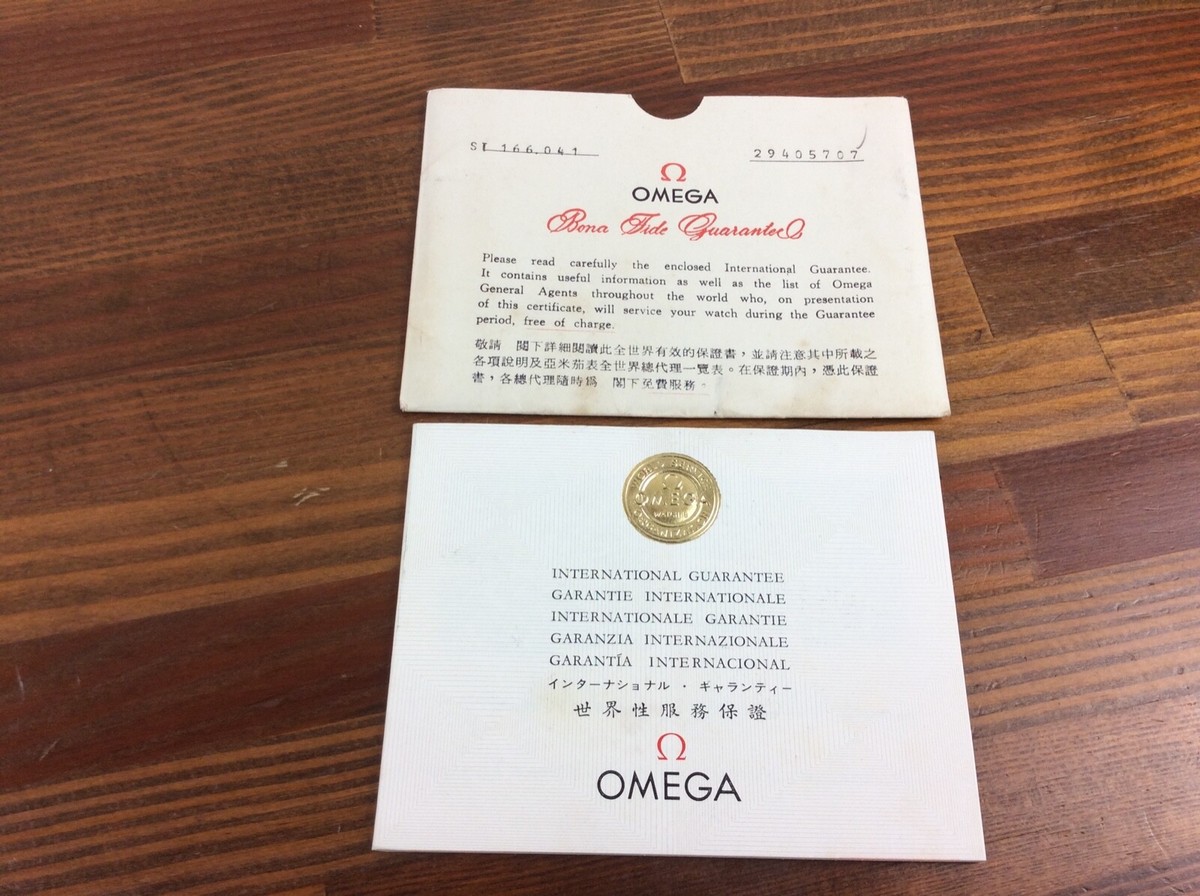 ST 166.041
29405707
Ω
OMEGA
Bona Fide Guarantee
Please read carefully the enclosed International Guarantee.
It contains useful information as well as the list of Omega
General Agents throughout the world who, on presentation
of this certificate, will service your watch during the Guarantee
period, free of charge.
敬請 閣下詳細閱讀此全世界有效的保證書，並請注意其中所載之
各項說明及亞米茄表全世界總代理一覽表。在保證期內，憑此保證
書，各總代理隨時爲 閣下免費服務。
OMEGA
INTERNATIONAL GUARANTEE
GARANTIE INTERNATIONALE
INTERNATIONALE GARANTIE
GARANZIA INTERNAZIONALE
GARANTÍA INTERNACIONAL
インターナショナル・ギャランティー
世界性服務保證
Ω
OMEGA